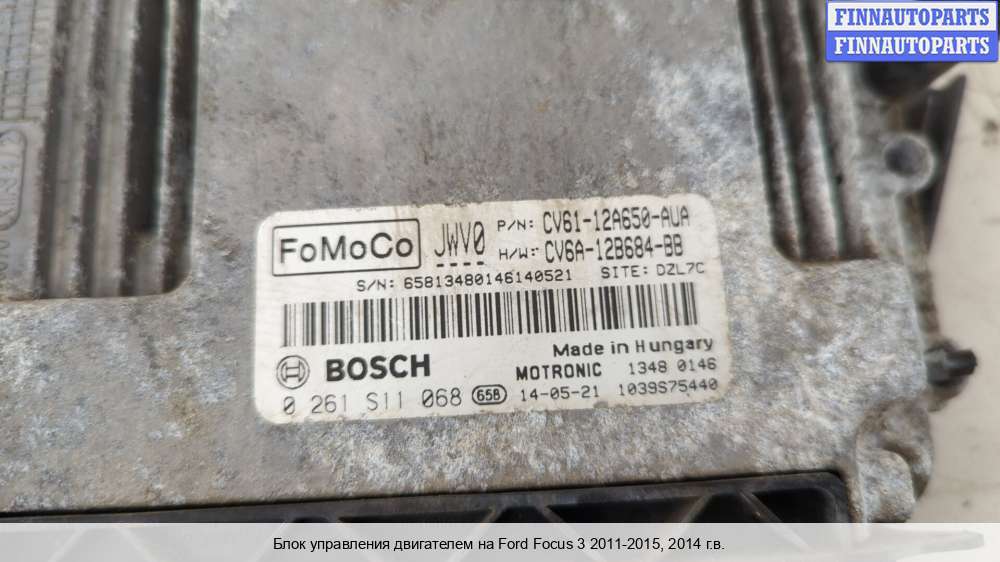 FINNAUTOPARTS
FINNAUTOPARTS
FoMoCo JWV0 P/N: CV61-12A650-AUA
H/W: CV6A-12B684-BB
S/N: 65813480146140521 SITE: DZL7C
Made in Hungary
BOSCH MOTRONIC 1348 0146
0 261 S11 068 658 14-05-21 1039S75440
Блок управления двигателем на Ford Focus 3 2011-2015, 2014 г.в.